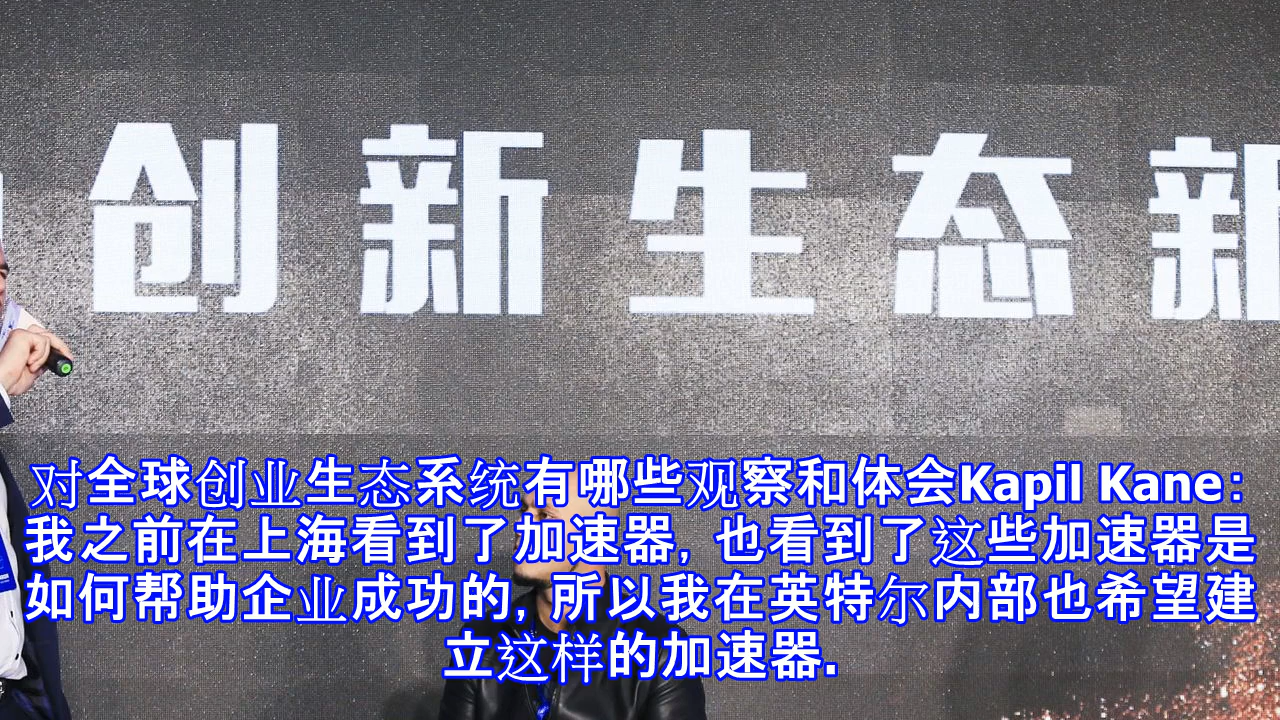 创新生态新
对全球创业生态系统有哪些观察和体会Kapil Kane:
我之前在上海看到了加速器, 也看到了这些加速器是
如何帮助企业成功的, 所以我在英特尔内部也希望建
立这样的加速器.